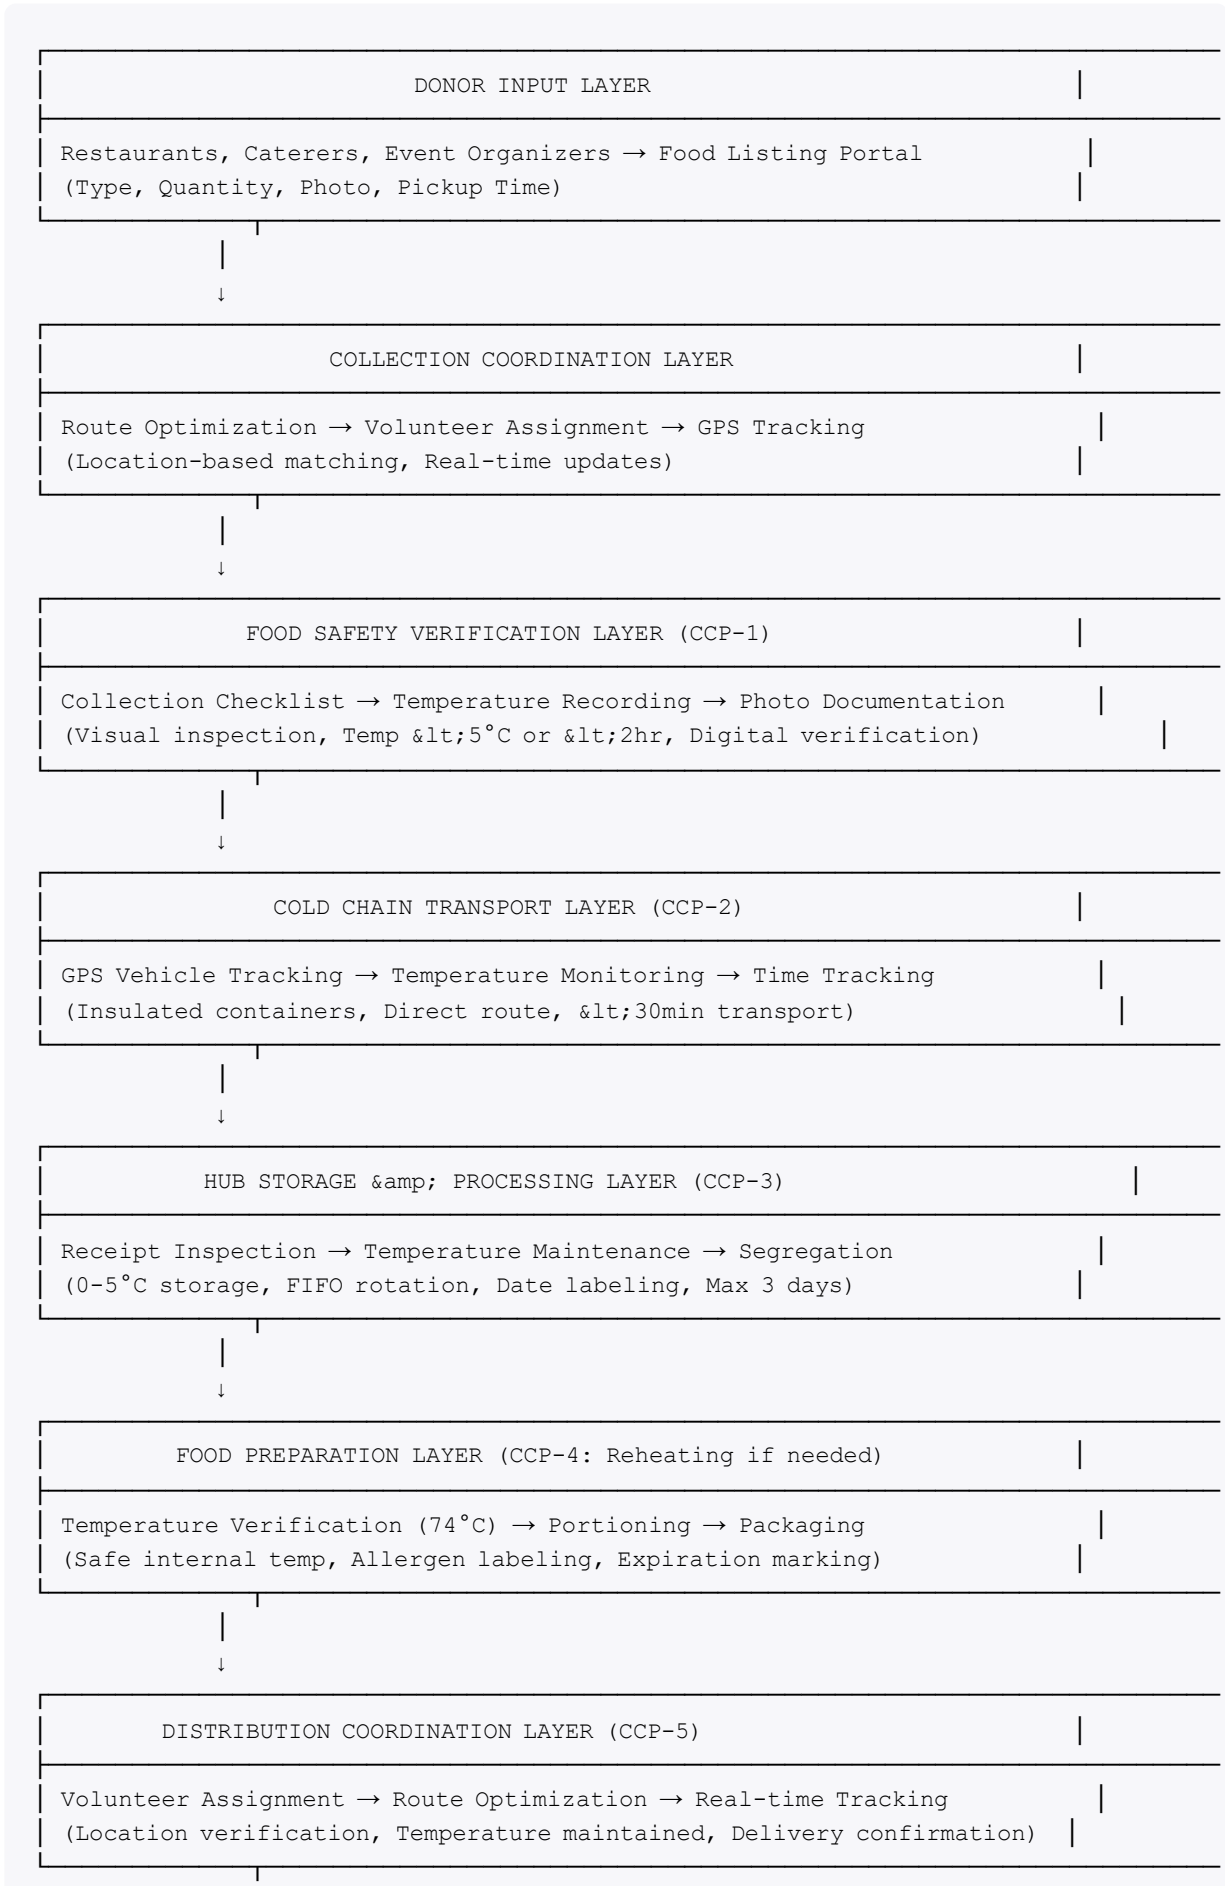 DONOR INPUT LAYER
Restaurants, Caterers, Event Organizers → Food Listing Portal
(Type, Quantity, Photo, Pickup Time)
↓
COLLECTION COORDINATION LAYER
Route Optimization → Volunteer Assignment → GPS Tracking
(Location-based matching, Real-time updates)
↓
FOOD SAFETY VERIFICATION LAYER (CCP-1)
Collection Checklist → Temperature Recording → Photo Documentation
(Visual inspection, Temp &lt;5°C or &lt;2hr, Digital verification)
↓
COLD CHAIN TRANSPORT LAYER (CCP-2)
GPS Vehicle Tracking → Temperature Monitoring → Time Tracking
(Insulated containers, Direct route, &lt;30min transport)
↓
HUB STORAGE &amp; PROCESSING LAYER (CCP-3)
Receipt Inspection → Temperature Maintenance → Segregation
(0-5°C storage, FIFO rotation, Date labeling, Max 3 days)
↓
FOOD PREPARATION LAYER (CCP-4: Reheating if needed)
Temperature Verification (74°C) → Portioning → Packaging
(Safe internal temp, Allergen labeling, Expiration marking)
↓
DISTRIBUTION COORDINATION LAYER (CCP-5)
Volunteer Assignment → Route Optimization → Real-time Tracking
(Location verification, Temperature maintained, Delivery confirmation)